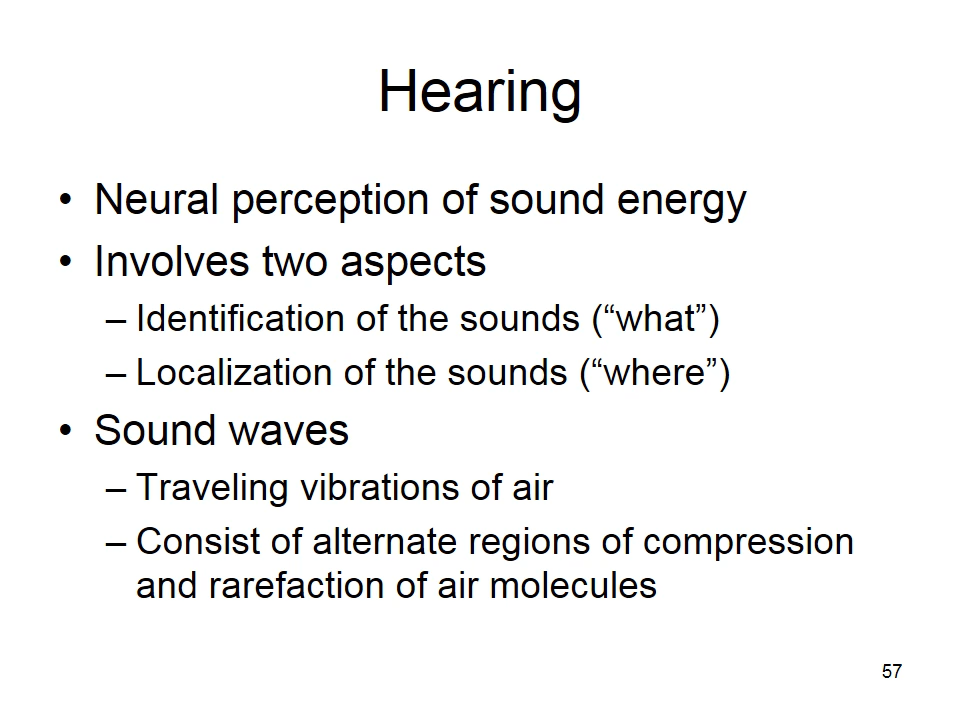 Hearing
• Neural perception of sound energy
• Involves two aspects
– Identification of the sounds (“what”)
– Localization of the sounds (“where”)
• Sound waves
– Traveling vibrations of air
– Consist of alternate regions of compression
and rarefaction of air molecules
57